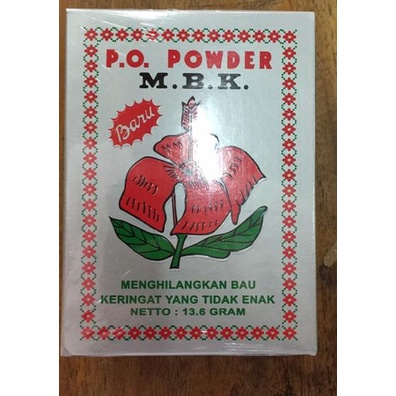 P.O. POWDER
M.B.K.
Baru
MENGHILANGKAN BAU
KERINGAT YANG TIDAK ENAK
NETTO : 13.6 GRAM